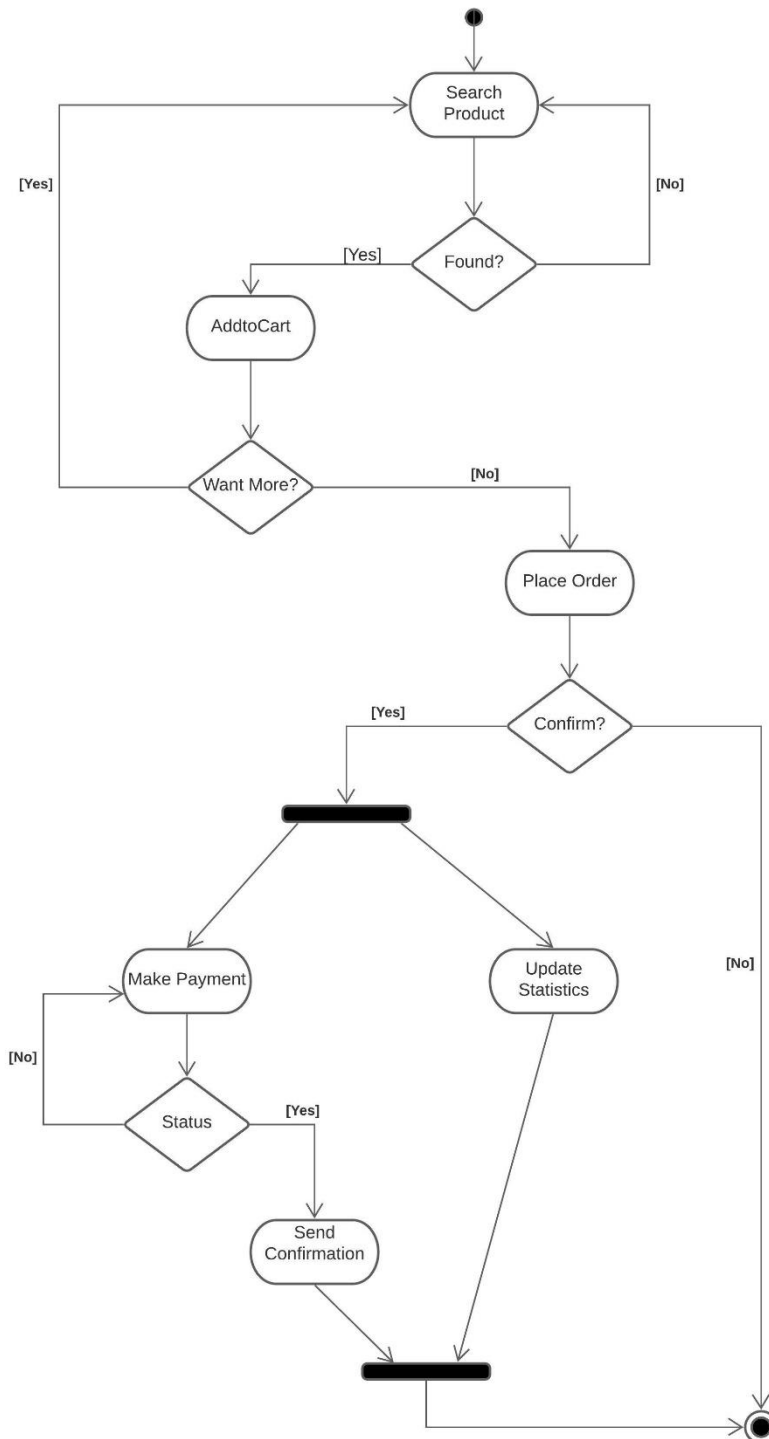 Search
Product
[Yes]
[No]
[Yes]
Found?
AddtoCart
Want More?
[No]
Place Order
[Yes]
Confirm?
Make Payment
Update
Statistics
[No]
[No]
[Yes]
Status
Send
Confirmation